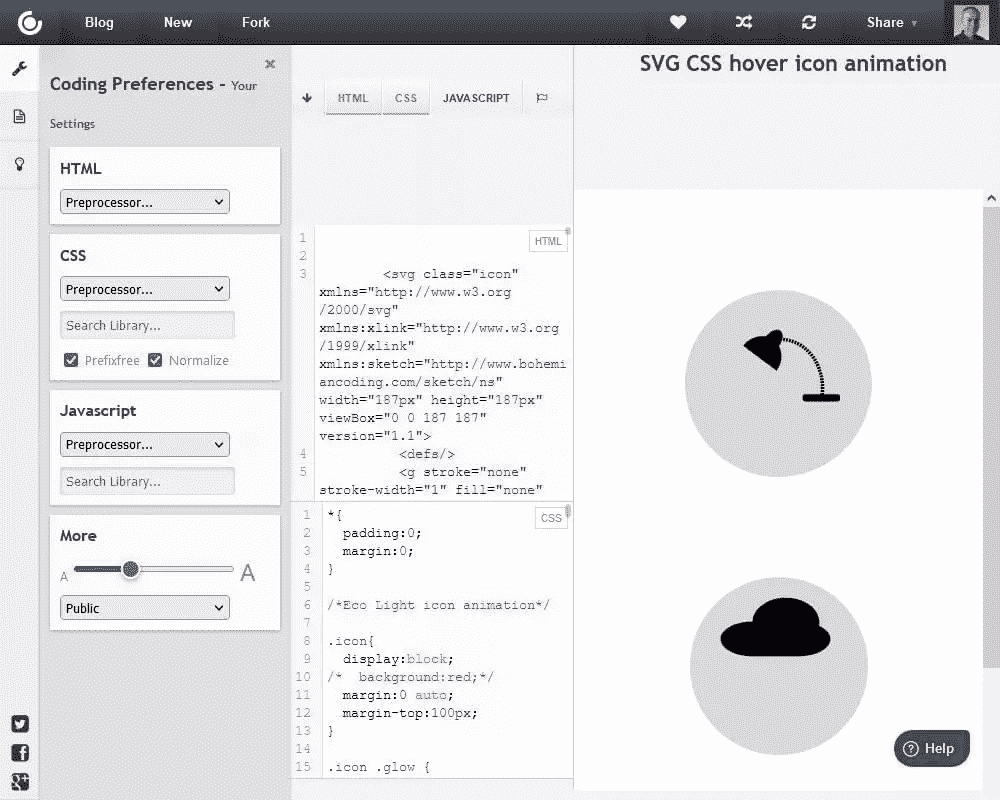 Blog New Fork Share
Coding Preferences - Your
Settings
HTML
Preprocessor...
CSS
Preprocessor...
Search Library...
Prefixfree Normalize
Javascript
Preprocessor...
Search Library...
More
A A
Public
HTML CSS JAVASCRIPT
HTML
1
2
3 <svg class="icon"
xmlns="http://www.w3.org
/2000/svg"
xmlns:xlink="http://www.w3.org
/1999/xlink"
xmlns:sketch="http://www.bohemi
ancoding.com/sketch/ns"
width="187px" height="187px"
viewBox="0 0 187 187"
version="1.1">
4 <defs/>
5 <g stroke="none"
stroke-width="1" fill="none"
CSS
1 *{
2 padding:0;
3 margin:0;
4 }
5
6 /*Eco Light icon animation*/
7
8 .icon{
9 display:block;
10 /* background:red;*/
11 margin:0 auto;
12 margin-top:100px;
13 }
14
15 .icon .glow {
SVG CSS hover icon animation
Help